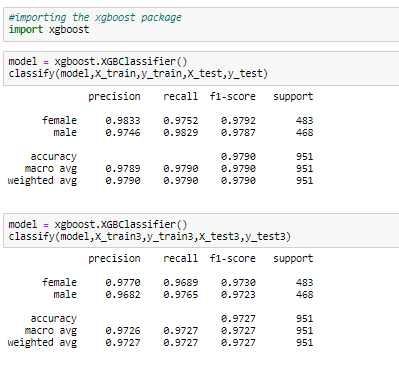 #importing the xgboost package
import xgboost
model = xgboost.XGBClassifier()
classify(model,X_train,y_train,X_test,y_test)
precision recall f1-score support
female 0.9833 0.9752 0.9792 483
male 0.9746 0.9829 0.9787 468
accuracy 0.9790 951
macro avg 0.9789 0.9790 0.9790 951
weighted avg 0.9790 0.9790 0.9790 951
model = xgboost.XGBClassifier()
classify(model,X_train3,y_train3,X_test3,y_test3)
precision recall f1-score support
female 0.9770 0.9689 0.9730 483
male 0.9682 0.9765 0.9723 468
accuracy 0.9727 951
macro avg 0.9726 0.9727 0.9727 951
weighted avg 0.9727 0.9727 0.9727 951